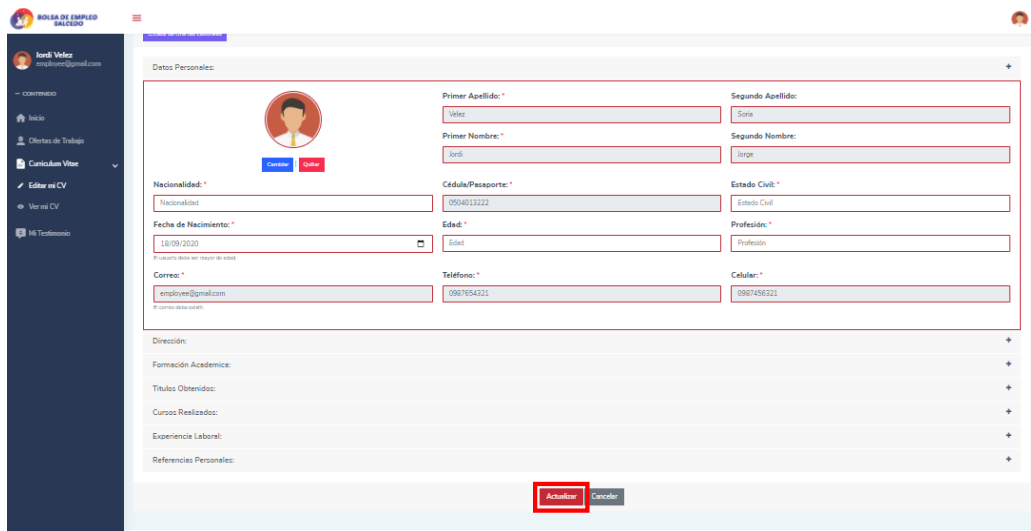 BOLSA DE EMPLEO
SALCEDO
Jordi Velez
employee@gmail.com
CONTENIDO
Inicio
Ofertas de Trabajo
Curriculum Vitae
Editar mi CV
Ver mi CV
Mi Testimonio
Datos Personales: +
Cambiar | Quitar
Primer Apellido: * Segundo Apellido:
Velez Soria
Primer Nombre: * Segundo Nombre:
Jordi Jorge
Nacionalidad: * Cédula/Pasaporte: * Estado Civil: *
Nacionalidad 0504013222 Estado Civil
Fecha de Nacimiento: * Edad: * Profesión: *
18/09/2020 Edad Profesión
El usuario debe ser mayor de edad.
Correo: * Teléfono: * Celular: *
employee@gmail.com 0987654321 0987456321
El correo debe existir.
Dirección: +
Formación Academica: +
Titulos Obtenidos: +
Cursos Realizados: +
Experiencia Laboral: +
Referencias Personales: +
Actualizar Cancelar